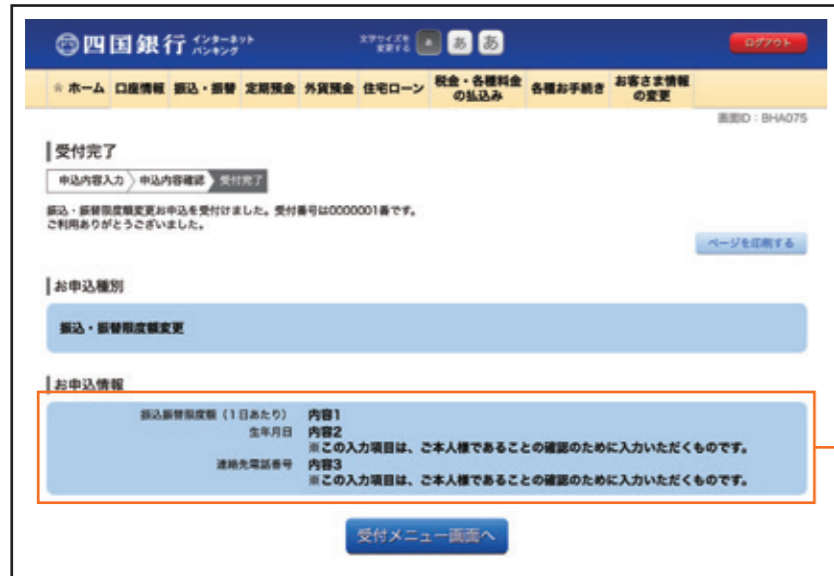 四国銀行 インターネットバンキング
文字サイズを変更する あ あ あ
ログアウト
ホーム 口座情報 振込・振替 定期預金 外貨預金 住宅ローン 税金・各種料金の払込み 各種お手続き お客さま情報の変更
画面ID：BHA075
受付完了
申込内容入力 申込内容確認 受付完了
振込・振替限度額変更お申込を受付けました。受付番号は0000001番です。
ご利用ありがとうございました。
ページを印刷する
お申込種別
振込・振替限度額変更
お申込情報
振込振替限度額（1日あたり） 内容1
生年月日 内容2
※この入力項目は、ご本人様であることの確認のために入力いただくものです。
連絡先電話番号 内容3
※この入力項目は、ご本人様であることの確認のために入力いただくものです。
受付メニュー画面へ